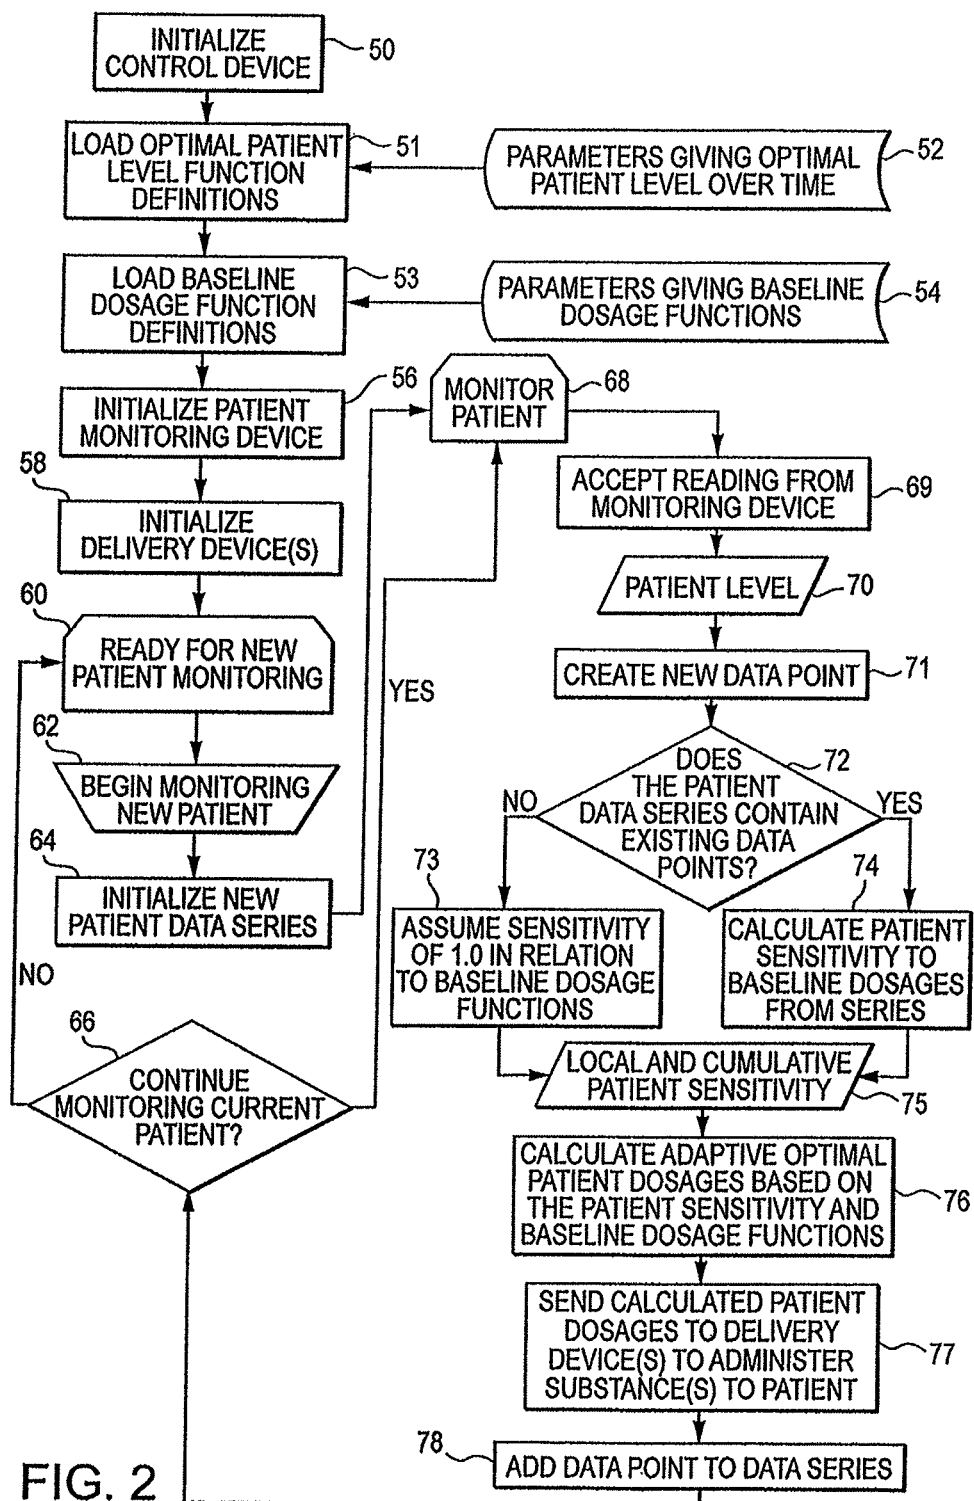 INITIALIZE
CONTROL DEVICE
50
LOAD OPTIMAL PATIENT
LEVEL FUNCTION
DEFINITIONS
51
PARAMETERS GIVING OPTIMAL
PATIENT LEVEL OVER TIME
52
LOAD BASELINE
DOSAGE FUNCTION
DEFINITIONS
53
PARAMETERS GIVING BASELINE
DOSAGE FUNCTIONS
54
INITIALIZE PATIENT
MONITORING DEVICE
56
58
INITIALIZE
DELIVERY DEVICE(S)
60
READY FOR NEW
PATIENT MONITORING
62
BEGIN MONITORING
NEW PATIENT
64
INITIALIZE NEW
PATIENT DATA SERIES
NO
66
CONTINUE
MONITORING CURRENT
PATIENT?
YES
MONITOR
PATIENT
68
ACCEPT READING FROM
MONITORING DEVICE
69
PATIENT LEVEL
70
CREATE NEW DATA POINT
71
DOES
THE PATIENT
DATA SERIES CONTAIN
EXISTING DATA
POINTS?
72
NO
YES
73
ASSUME SENSITIVITY
OF 1.0 IN RELATION
TO BASELINE DOSAGE
FUNCTIONS
74
CALCULATE PATIENT
SENSITIVITY TO
BASELINE DOSAGES
FROM SERIES
LOCAL AND CUMULATIVE
PATIENT SENSITIVITY
75
CALCULATE ADAPTIVE OPTIMAL
PATIENT DOSAGES BASED ON
THE PATIENT SENSITIVITY AND
BASELINE DOSAGE FUNCTIONS
76
SEND CALCULATED PATIENT
DOSAGES TO DELIVERY
DEVICE(S) TO ADMINISTER
SUBSTANCE(S) TO PATIENT
77
78
ADD DATA POINT TO DATA SERIES
FIG. 2